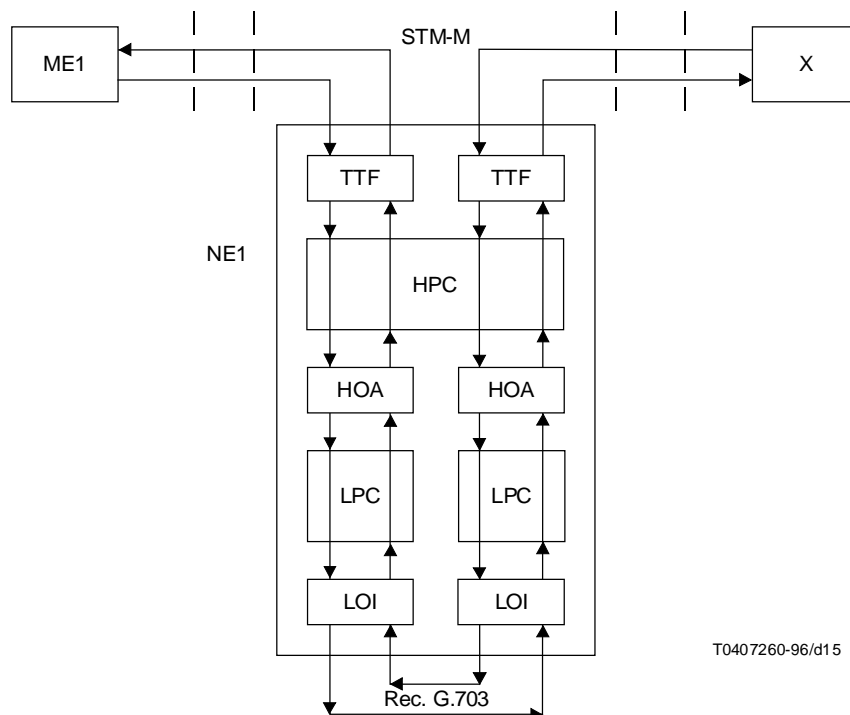 STM-M
ME1
X
TTF
TTF
NE1
HPC
HOA
HOA
LPC
LPC
LOI
LOI
T0407260-96/d15
Rec. G.703